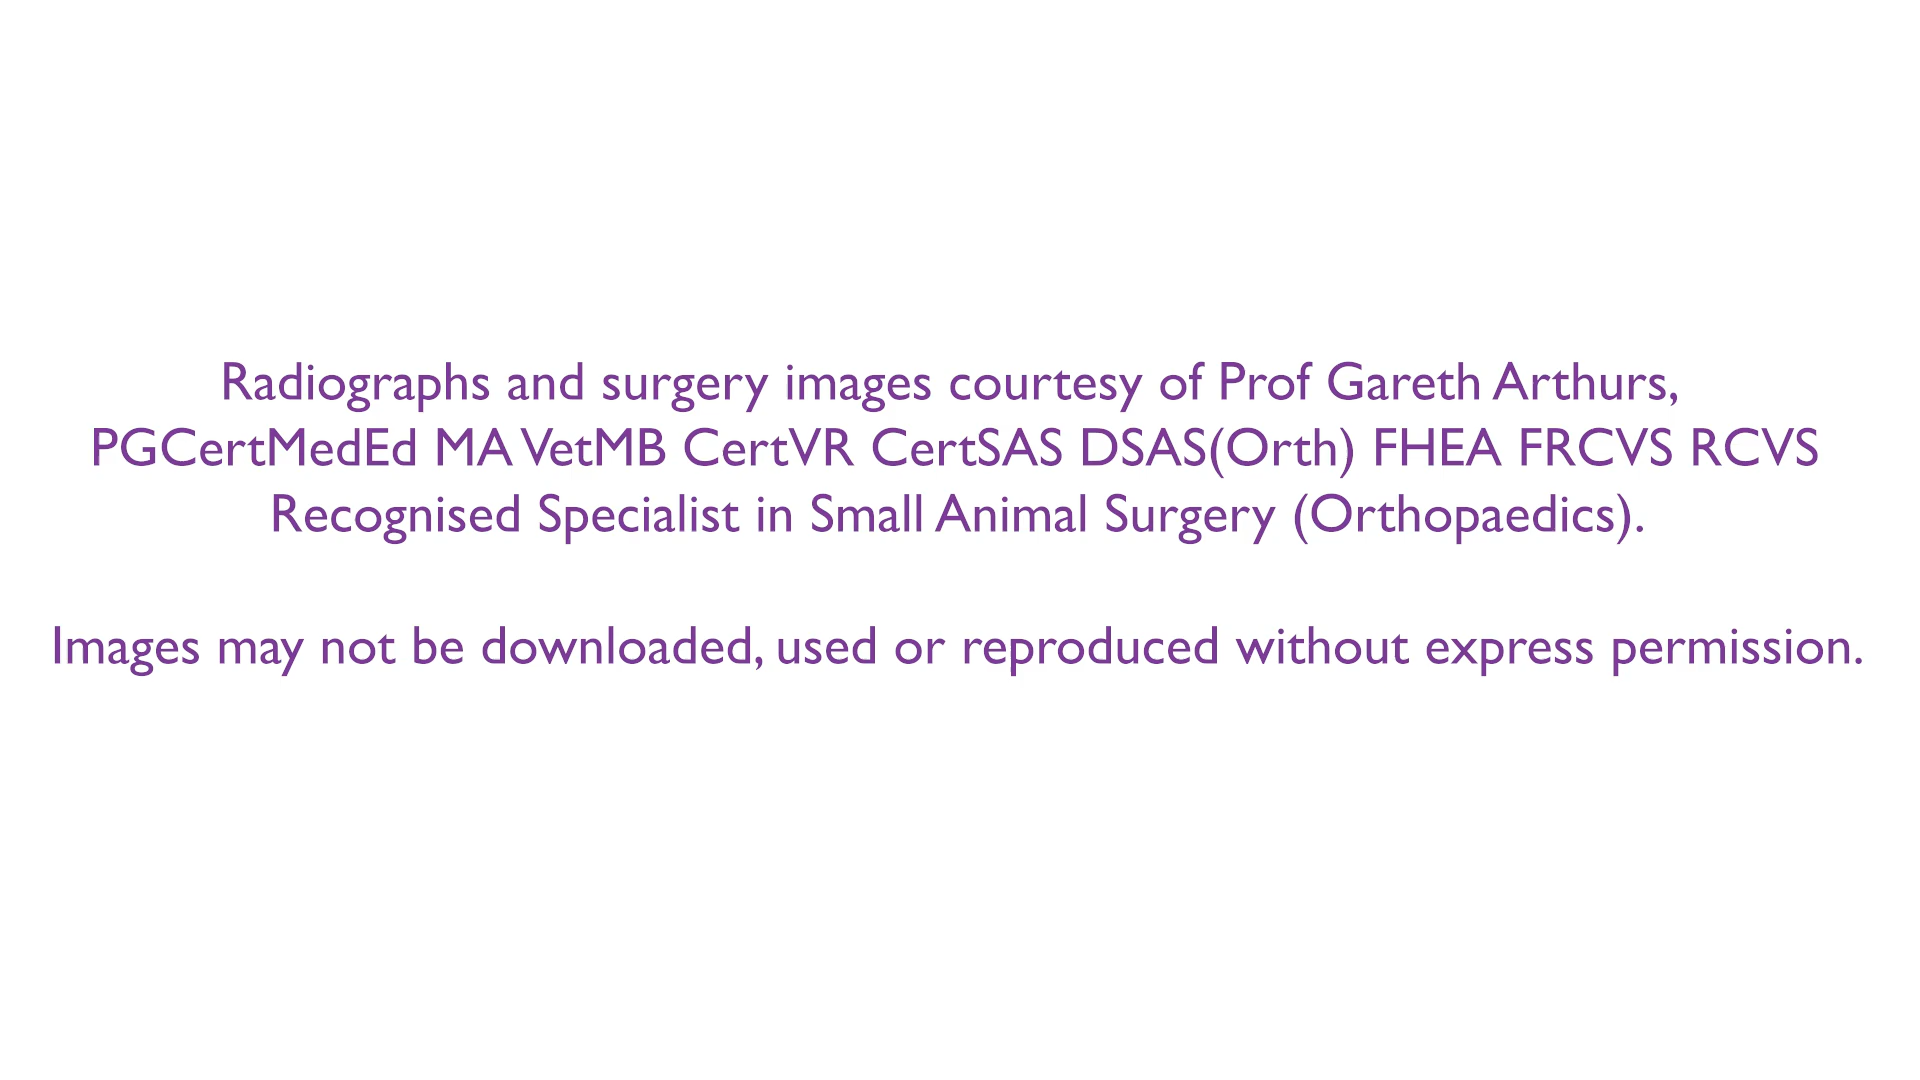 Radiographs and surgery images courtesy of Prof Gareth Arthurs,
PGCertMedEd MA VetMB CertVR CertSAS DSAS(Orth) FHEA FRCVS RCVS
Recognised Specialist in Small Animal Surgery (Orthopaedics).
Images may not be downloaded, used or reproduced without express permission.